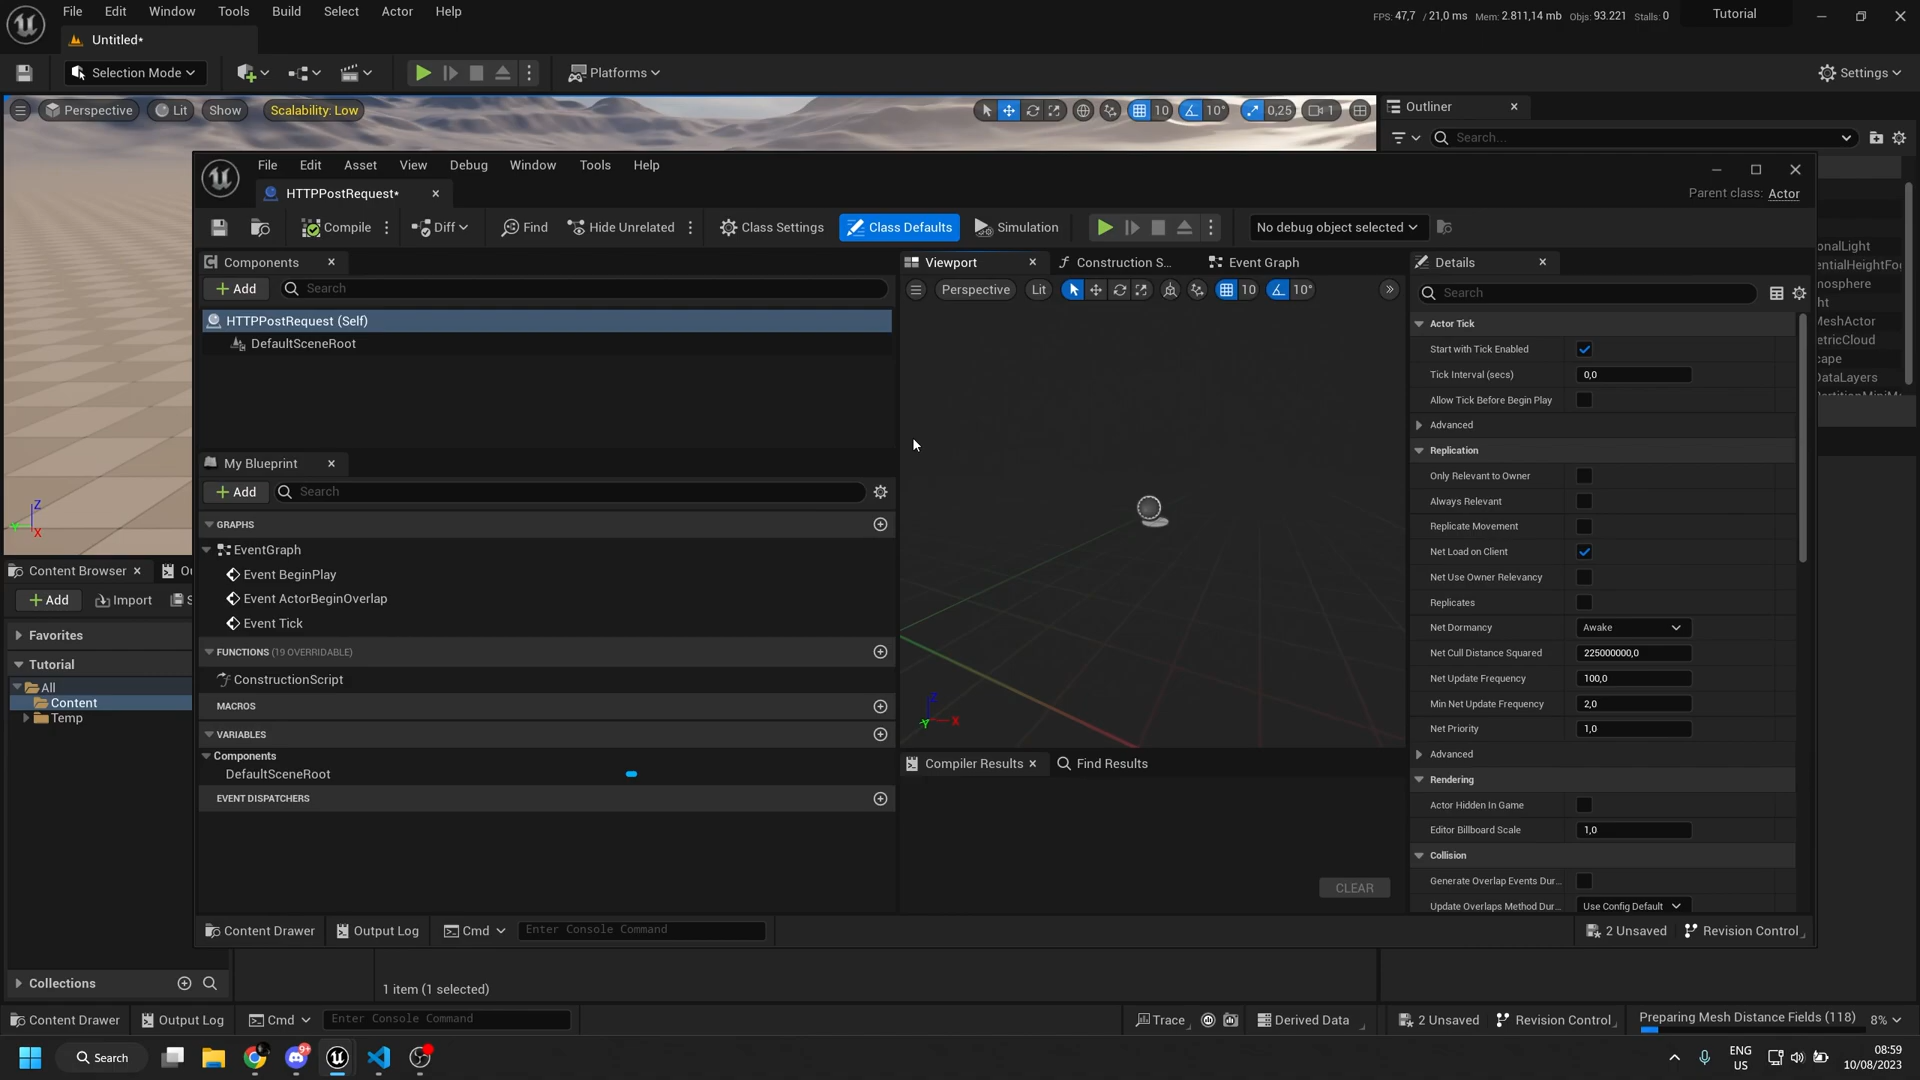 File Edit Window Tools Build Select Actor Help
FPS: 47,7 / 21,0 ms Mem: 2.811,14 mb Objs: 93.221 Stalls: 0 Tutorial
Untitled*
Selection Mode Platforms Settings
Perspective Lit Show Scalability: Low 10 10° 0,25 1
Outliner
Search...
File Edit Asset View Debug Window Tools Help
HTTPPostRequest*
Parent class: Actor
Compile Diff Find Hide Unrelated Class Settings Class Defaults Simulation No debug object selected
Components
Add Search
HTTPPostRequest (Self)
DefaultSceneRoot
My Blueprint
Add Search
GRAPHS
EventGraph
Event BeginPlay
Event ActorBeginOverlap
Event Tick
FUNCTIONS (19 OVERRIDABLE)
ConstructionScript
MACROS
VARIABLES
Components
DefaultSceneRoot
EVENT DISPATCHERS
Viewport Construction S... Event Graph
Perspective Lit 10 10°
Z
Y X
Compiler Results Find Results
CLEAR
Details
Search
Actor Tick
Start with Tick Enabled
Tick Interval (secs) 0,0
Allow Tick Before Begin Play
Advanced
Replication
Only Relevant to Owner
Always Relevant
Replicate Movement
Net Load on Client
Net Use Owner Relevancy
Replicates
Net Dormancy Awake
Net Cull Distance Squared 225000000,0
Net Update Frequency 100,0
Min Net Update Frequency 2,0
Net Priority 1,0
Advanced
Rendering
Actor Hidden In Game
Editor Billboard Scale 1,0
Collision
Generate Overlap Events Dur...
Update Overlaps Method Dur... Use Config Default
Content Drawer Output Log Cmd Enter Console Command 2 Unsaved Revision Control
Z
X
Content Browser
Add Import
Favorites
Tutorial
All
Content
Temp
Collections
1 item (1 selected)
Content Drawer Output Log Cmd Enter Console Command Trace Derived Data 2 Unsaved Revision Control Preparing Mesh Distance Fields (118) 8%
Search
ENG
US
08:59
10/08/2023